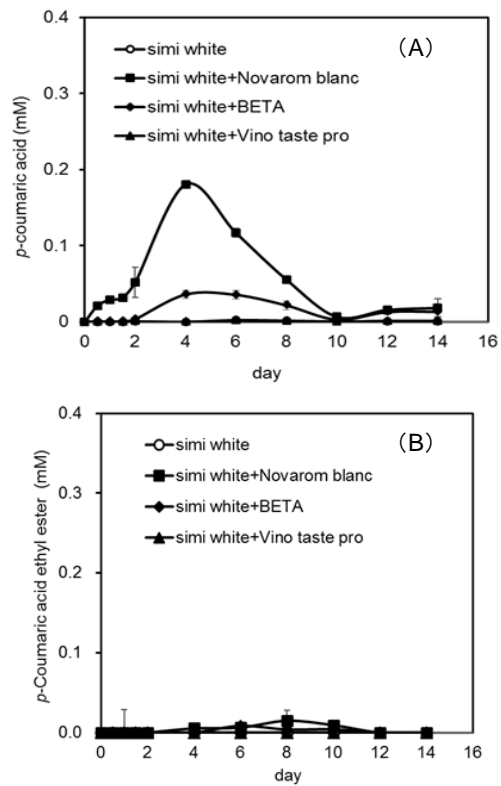 (A)
0.4
simi white
simi white+Novarom blanc
simi white+BETA
simi white+Vino taste pro
0.3
0.2
0.1
0
p-coumaric acid (mM)
0 2 4 6 8 10 12 14 16
day
(B)
0.4
simi white
simi white+Novarom blanc
simi white+BETA
simi white+Vino taste pro
0.3
0.2
0.1
0.0
p-Coumaric acid ethyl ester (mM)
0 2 4 6 8 10 12 14 16
day